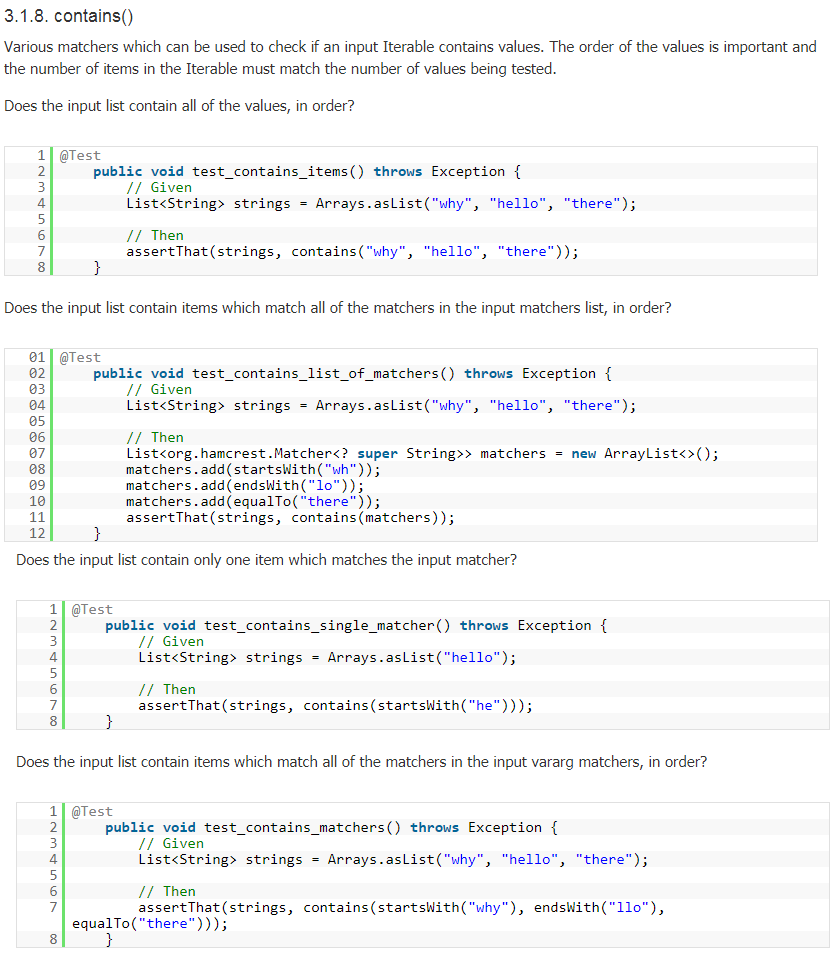 3.1.8. contains()
Various matchers which can be used to check if an input Iterable contains values. The order of the values is important and
the number of items in the Iterable must match the number of values being tested.
Does the input list contain all of the values, in order?
1 @Test
2 public void test_contains_items() throws Exception {
3 // Given
4 List<String> strings = Arrays.asList("why", "hello", "there");
5
6 // Then
7 assertThat(strings, contains("why", "hello", "there"));
8 }
Does the input list contain items which match all of the matchers in the input matchers list, in order?
01 @Test
02 public void test_contains_list_of_matchers() throws Exception {
03 // Given
04 List<String> strings = Arrays.asList("why", "hello", "there");
05
06 // Then
07 List<org.hamcrest.Matcher<? super String>> matchers = new ArrayList<>();
08 matchers.add(startsWith("wh"));
09 matchers.add(endsWith("lo"));
10 matchers.add(equalTo("there"));
11 assertThat(strings, contains(matchers));
12 }
Does the input list contain only one item which matches the input matcher?
1 @Test
2 public void test_contains_single_matcher() throws Exception {
3 // Given
4 List<String> strings = Arrays.asList("hello");
5
6 // Then
7 assertThat(strings, contains(startsWith("he")));
8 }
Does the input list contain items which match all of the matchers in the input vararg matchers, in order?
1 @Test
2 public void test_contains_matchers() throws Exception {
3 // Given
4 List<String> strings = Arrays.asList("why", "hello", "there");
5
6 // Then
7 assertThat(strings, contains(startsWith("why"), endsWith("llo"),
equalTo("there")));
8 }